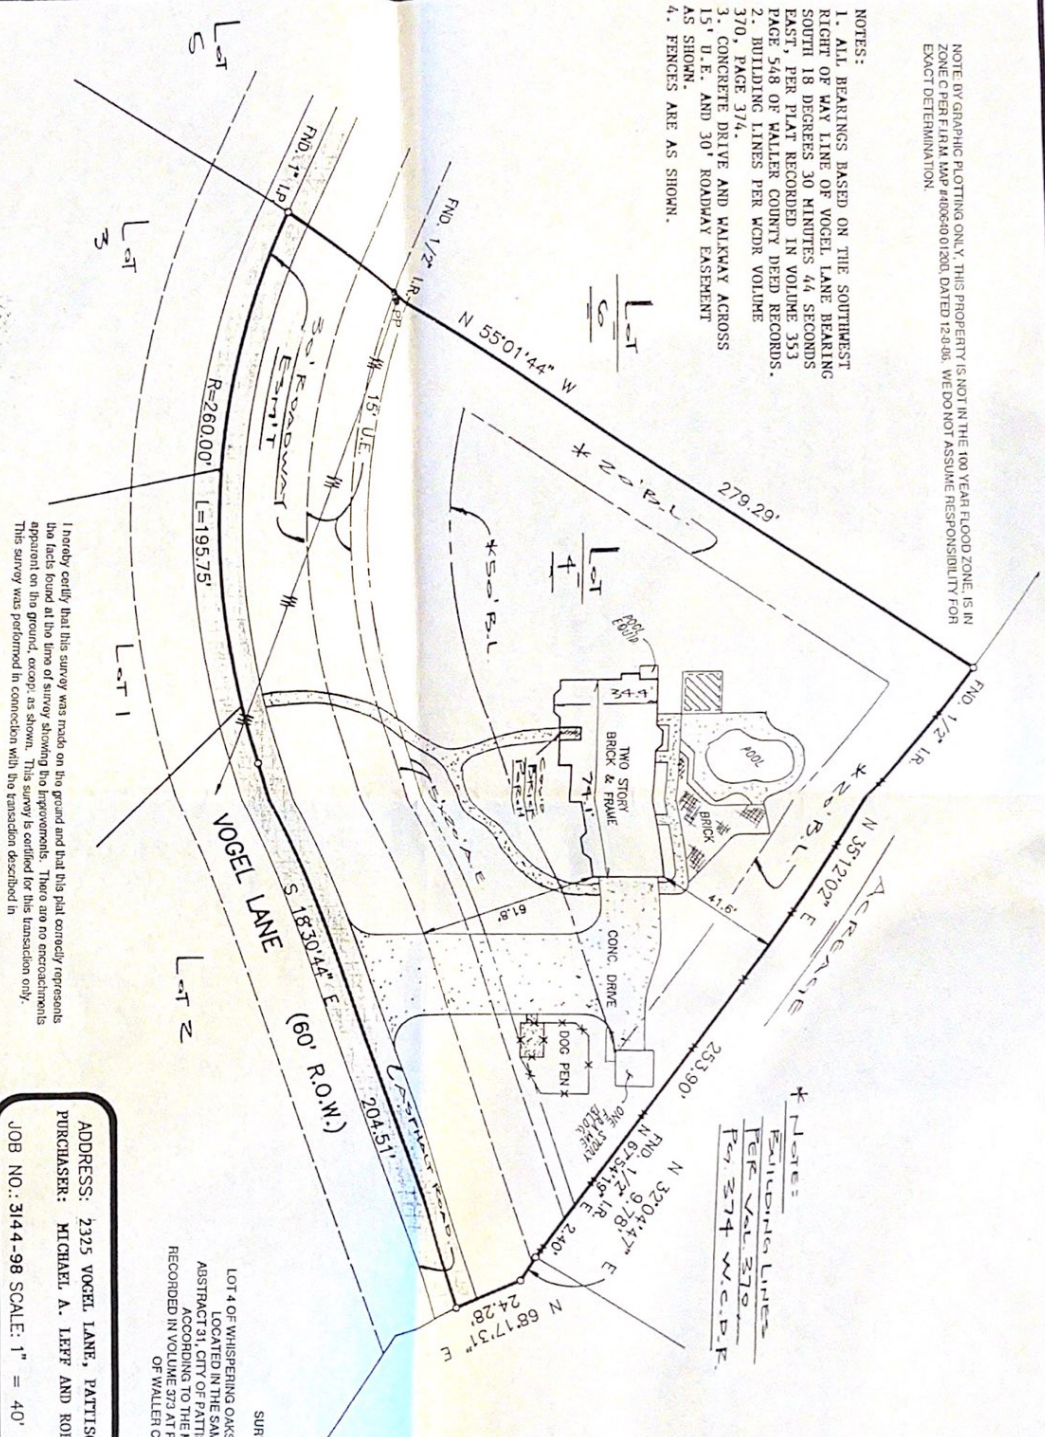 NOTE: BY GRAPHIC PLOTTING ONLY, THIS PROPERTY IS NOT IN THE 100 YEAR FLOOD ZONE, IS IN
ZONE C PER F.I.R.M. MAP #480640 0120B, DATED 12-8-86. WE DO NOT ASSUME RESPONSIBILITY FOR
EXACT DETERMINATION.
NOTES:
1. ALL BEARINGS BASED ON THE SOUTHWEST
RIGHT OF WAY LINE OF VOGEL LANE BEARING
SOUTH 18 DEGREES 30 MINUTES 44 SECONDS
EAST, PER PLAT RECORDED IN VOLUME 353
PAGE 548 OF WALLER COUNTY DEED RECORDS.
2. BUILDING LINES PER WCDR VOLUME
370, PAGE 374.
3. CONCRETE DRIVE AND WALKWAY ACROSS
15' U.E. AND 30' ROADWAY EASEMENT
AS SHOWN.
4. FENCES ARE AS SHOWN.
LOT
5
LOT
3
LOT
6
FND. 1" I.P.
FND. 1/2" I.R.
PP
N 55°01'44" W
279.29'
FND. 1/2" I.R.
* 20' B.L.
LOT
4
* 50' B.L.
15' U.E.
30' ROADWAY
ESM'T
R=260.00'
L=195.75'
LOT 1
LOT 2
POOL
EQUIP
34.4'
TWO STORY
BRICK & FRAME
74.1'
COV'D
BRICK
PORCH
POOL
BRICK
* 20' B.L.
N 35°12'02" E
ACREAGE
41.6'
61.8'
5'x20' A.E
CONC. DRIVE
DOG PEN
ONE
STORY
FRAME
BLDG.
253.90'
FND. 1/2" I.R.
N 67°54'19" E
9.78'
N 32°04'47" E
2.40'
N 68°17'31" E
24.28'
VOGEL LANE
(60' R.O.W.)
S 18°30'44" E
204.51'
ASPHALT ROAD
* NOTE:
BUILDING LINES
PER VOL. 370
PG. 374 W.C.D.R.
I hereby certify that this survey was made on the ground and that this plat correctly represents
the facts found at the time of survey showing the improvements. There are no encroachments
apparent on the ground, except as shown. This survey is certified for this transaction only.
This survey was performed in connection with the transaction described in
SUR
LOT 4 OF WHISPERING OAKS
LOCATED IN THE SAM
ABSTRACT 31, CITY OF PATTI
ACCORDING TO THE
RECORDED IN VOLUME 373 AT P
OF WALLER C
ADDRESS: 2325 VOGEL LANE, PATTIS
PURCHASER: MICHAEL A. LEFF AND RO
JOB NO.: 3144-98 SCALE: 1" = 40'